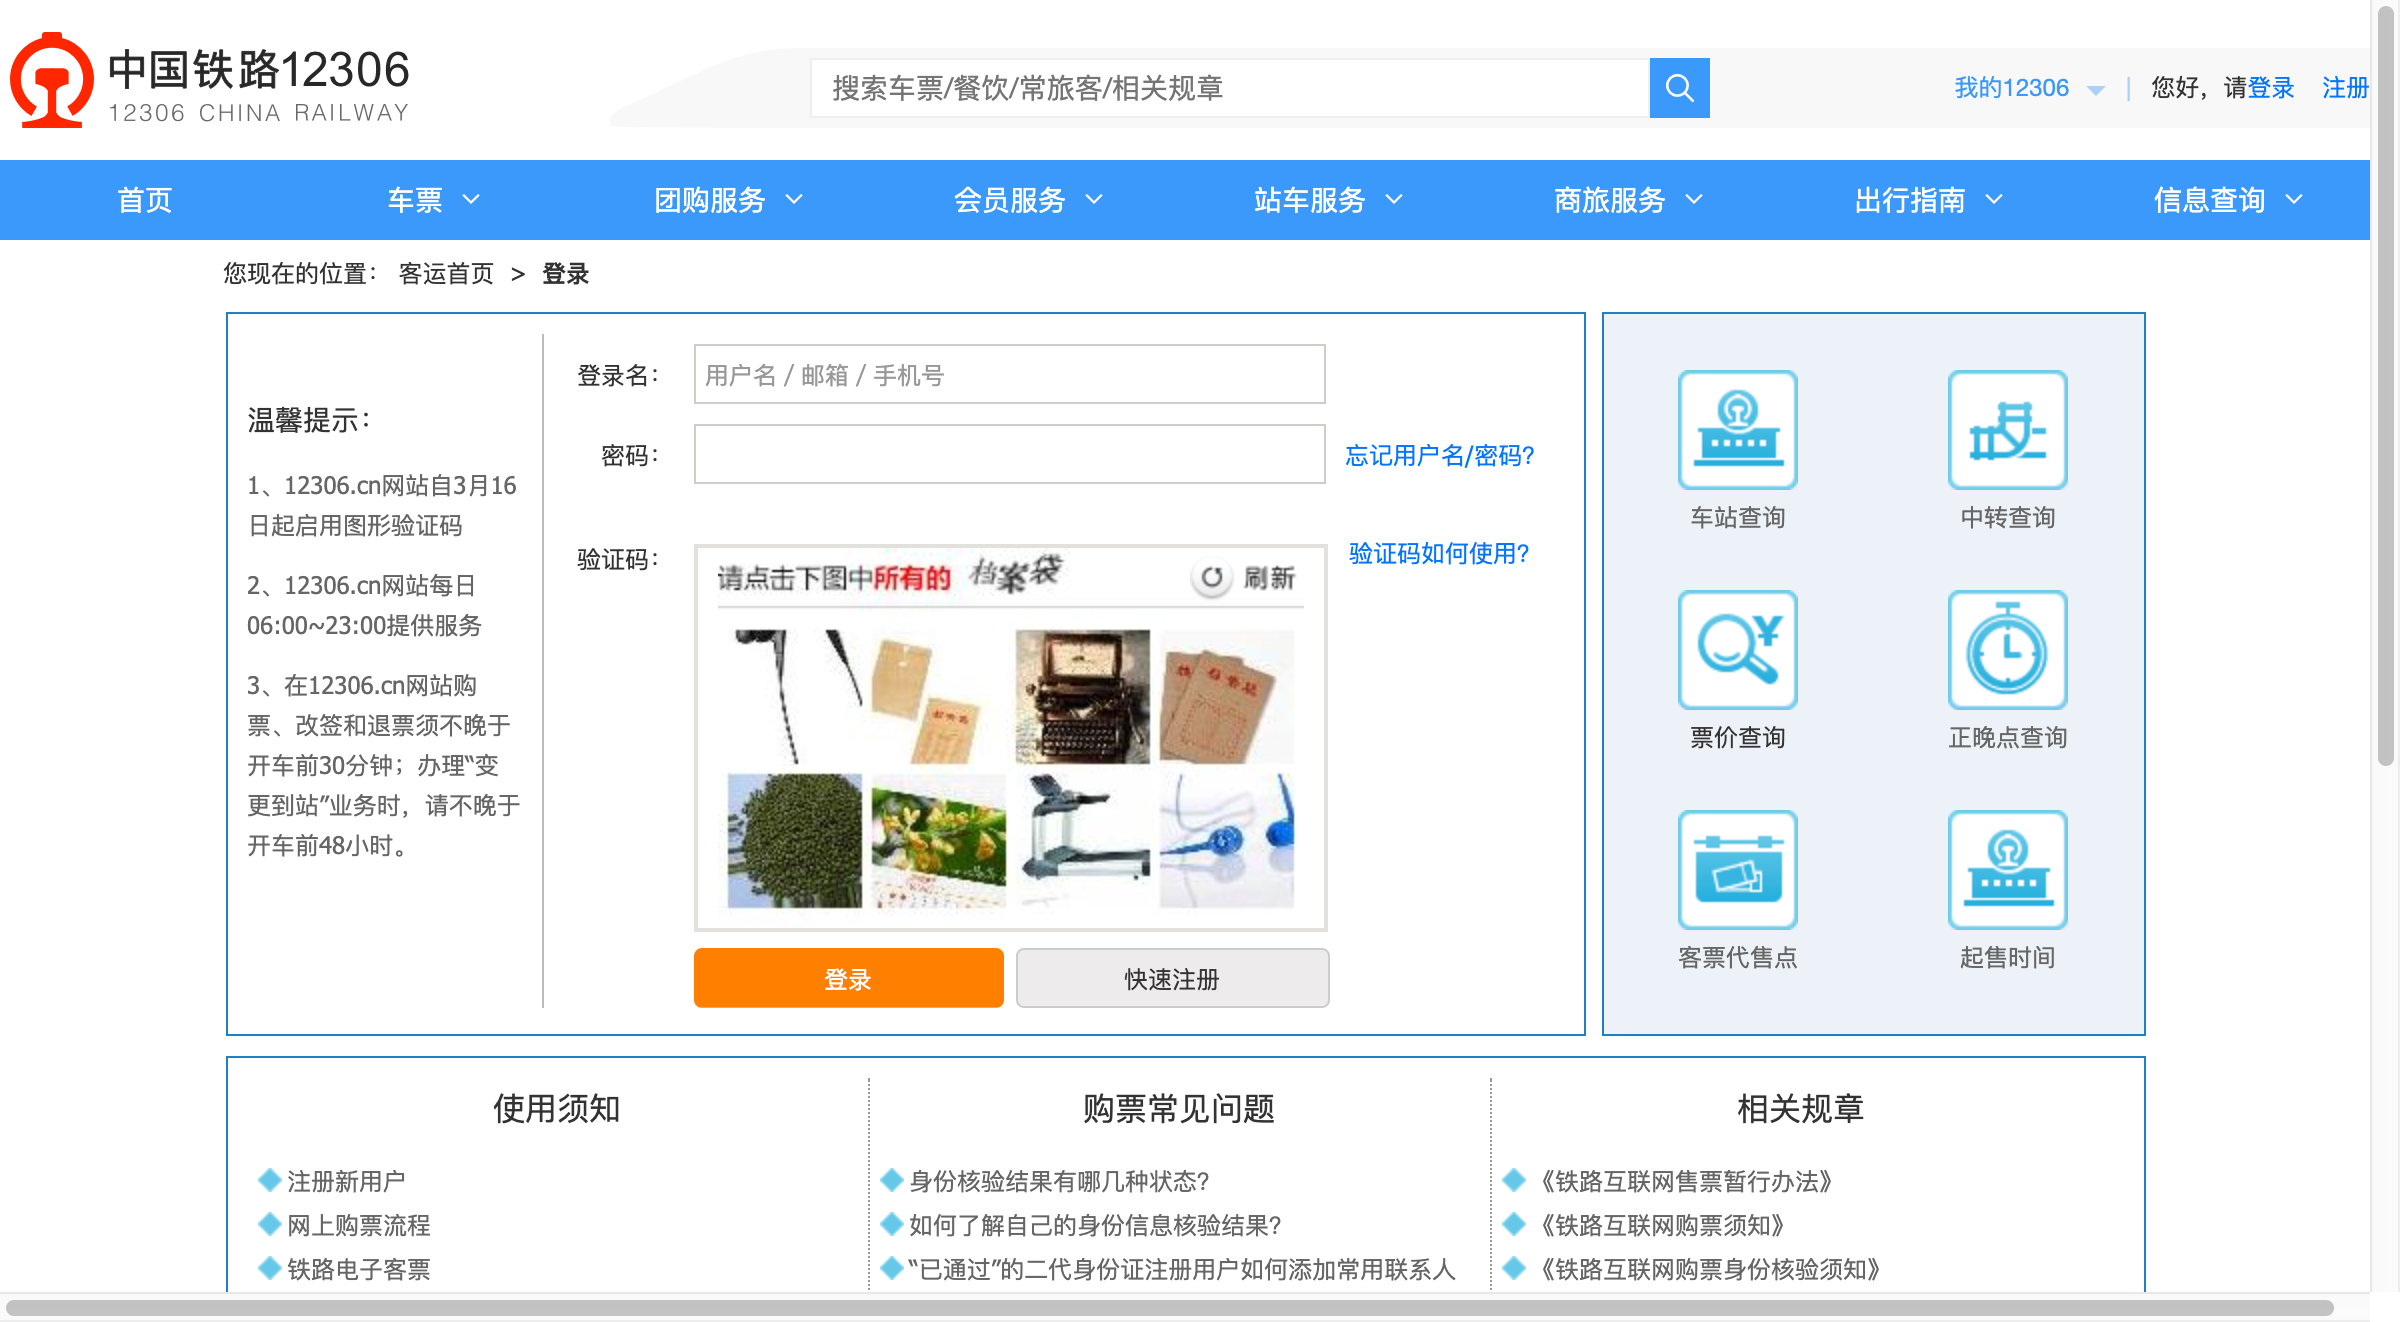 中国铁路12306
12306 CHINA RAILWAY
搜索车票/餐饮/常旅客/相关规章
我的12306 | 您好，请登录 注册
首页 车票 团购服务 会员服务 站车服务 商旅服务 出行指南 信息查询
您现在的位置： 客运首页 > 登录
温馨提示：
1、12306.cn网站自3月16
日起启用图形验证码
2、12306.cn网站每日
06:00~23:00提供服务
3、在12306.cn网站购
票、改签和退票须不晚于
开车前30分钟；办理“变
更到站”业务时，请不晚于
开车前48小时。
登录名： 用户名 / 邮箱 / 手机号
密码： 忘记用户名/密码?
验证码： 验证码如何使用?
请点击下图中所有的 档案袋 刷新
登录 快速注册
车站查询 中转查询
票价查询 正晚点查询
客票代售点 起售时间
使用须知
注册新用户
网上购票流程
铁路电子客票
购票常见问题
身份核验结果有哪几种状态?
如何了解自己的身份信息核验结果?
“已通过”的二代身份证注册用户如何添加常用联系人
相关规章
《铁路互联网售票暂行办法》
《铁路互联网购票须知》
《铁路互联网购票身份核验须知》